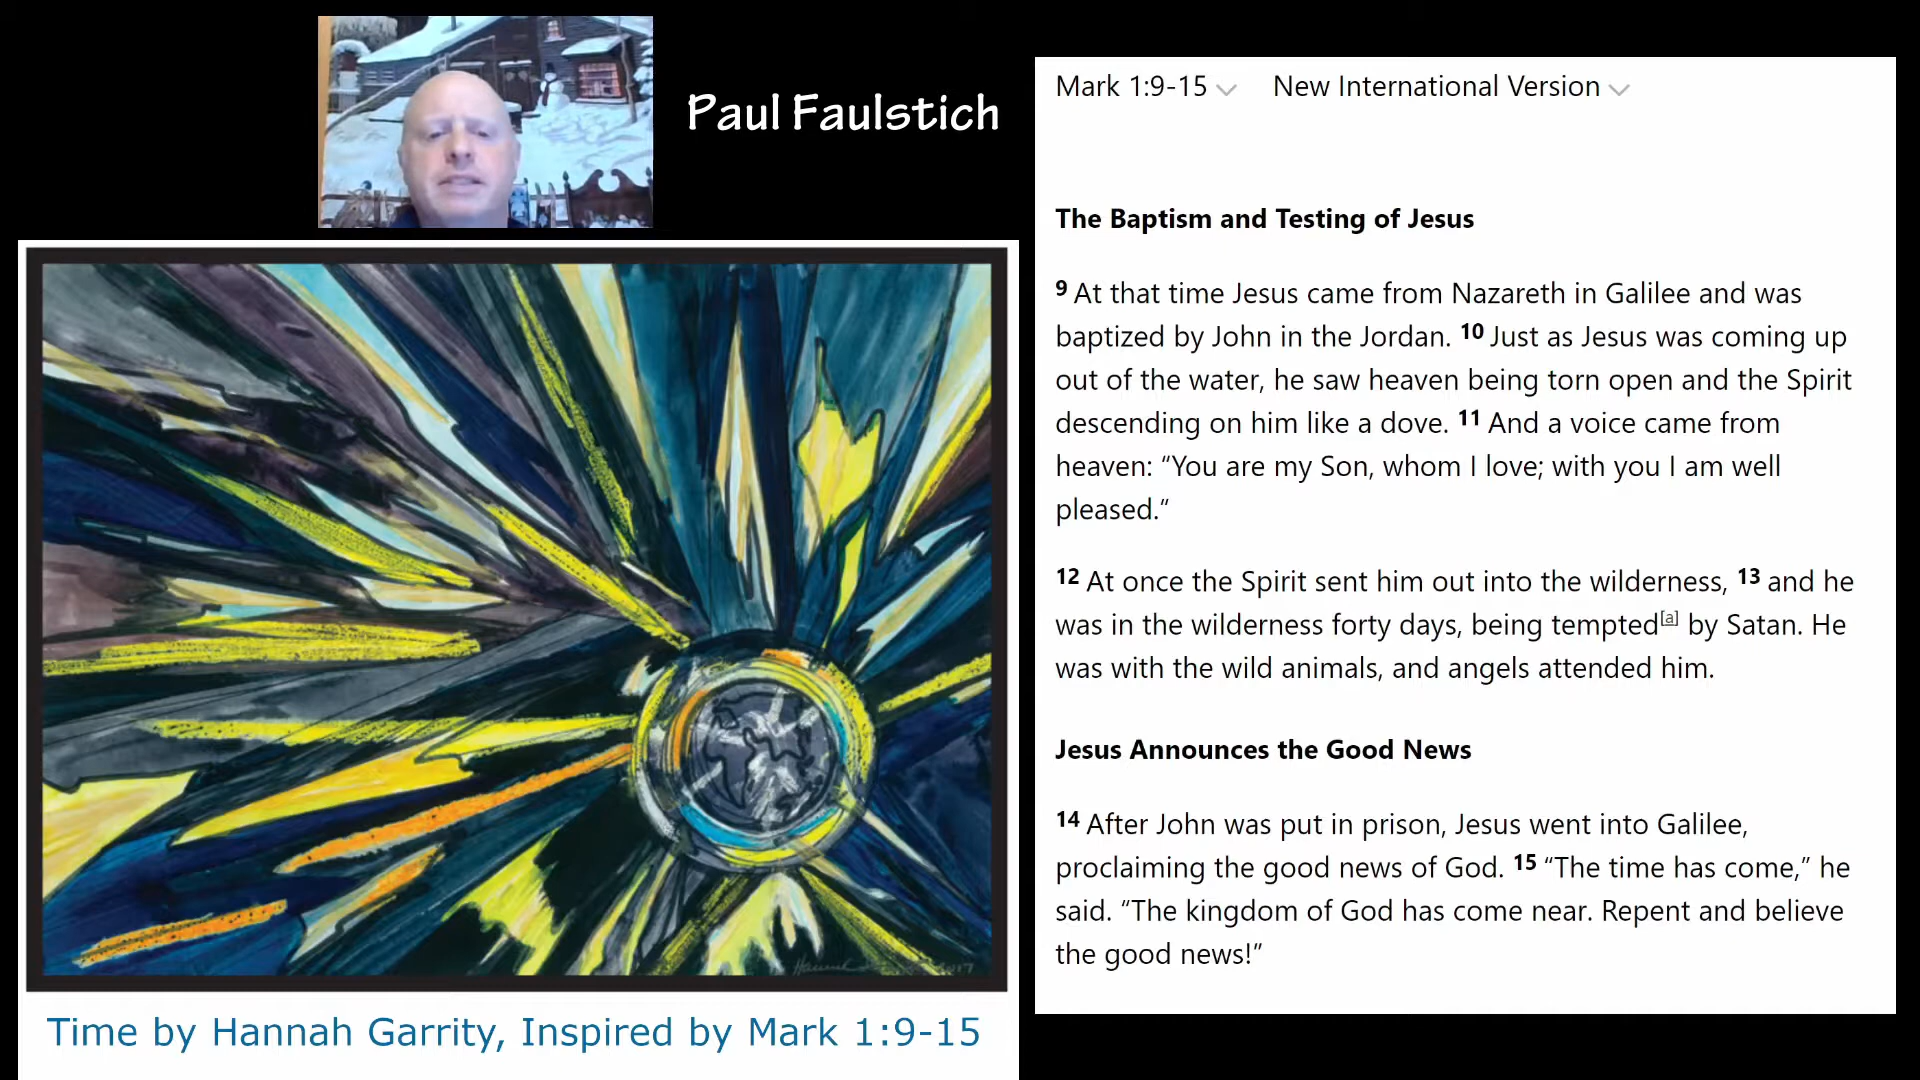 Paul Faulstich
Mark 1:9-15 New International Version
The Baptism and Testing of Jesus
9 At that time Jesus came from Nazareth in Galilee and was
baptized by John in the Jordan. 10 Just as Jesus was coming up
out of the water, he saw heaven being torn open and the Spirit
descending on him like a dove. 11 And a voice came from
heaven: “You are my Son, whom I love; with you I am well
pleased.”
12 At once the Spirit sent him out into the wilderness, 13 and he
was in the wilderness forty days, being tempted[a] by Satan. He
was with the wild animals, and angels attended him.
Jesus Announces the Good News
14 After John was put in prison, Jesus went into Galilee,
proclaiming the good news of God. 15 “The time has come,” he
said. “The kingdom of God has come near. Repent and believe
the good news!”
Time by Hannah Garrity, Inspired by Mark 1:9-15